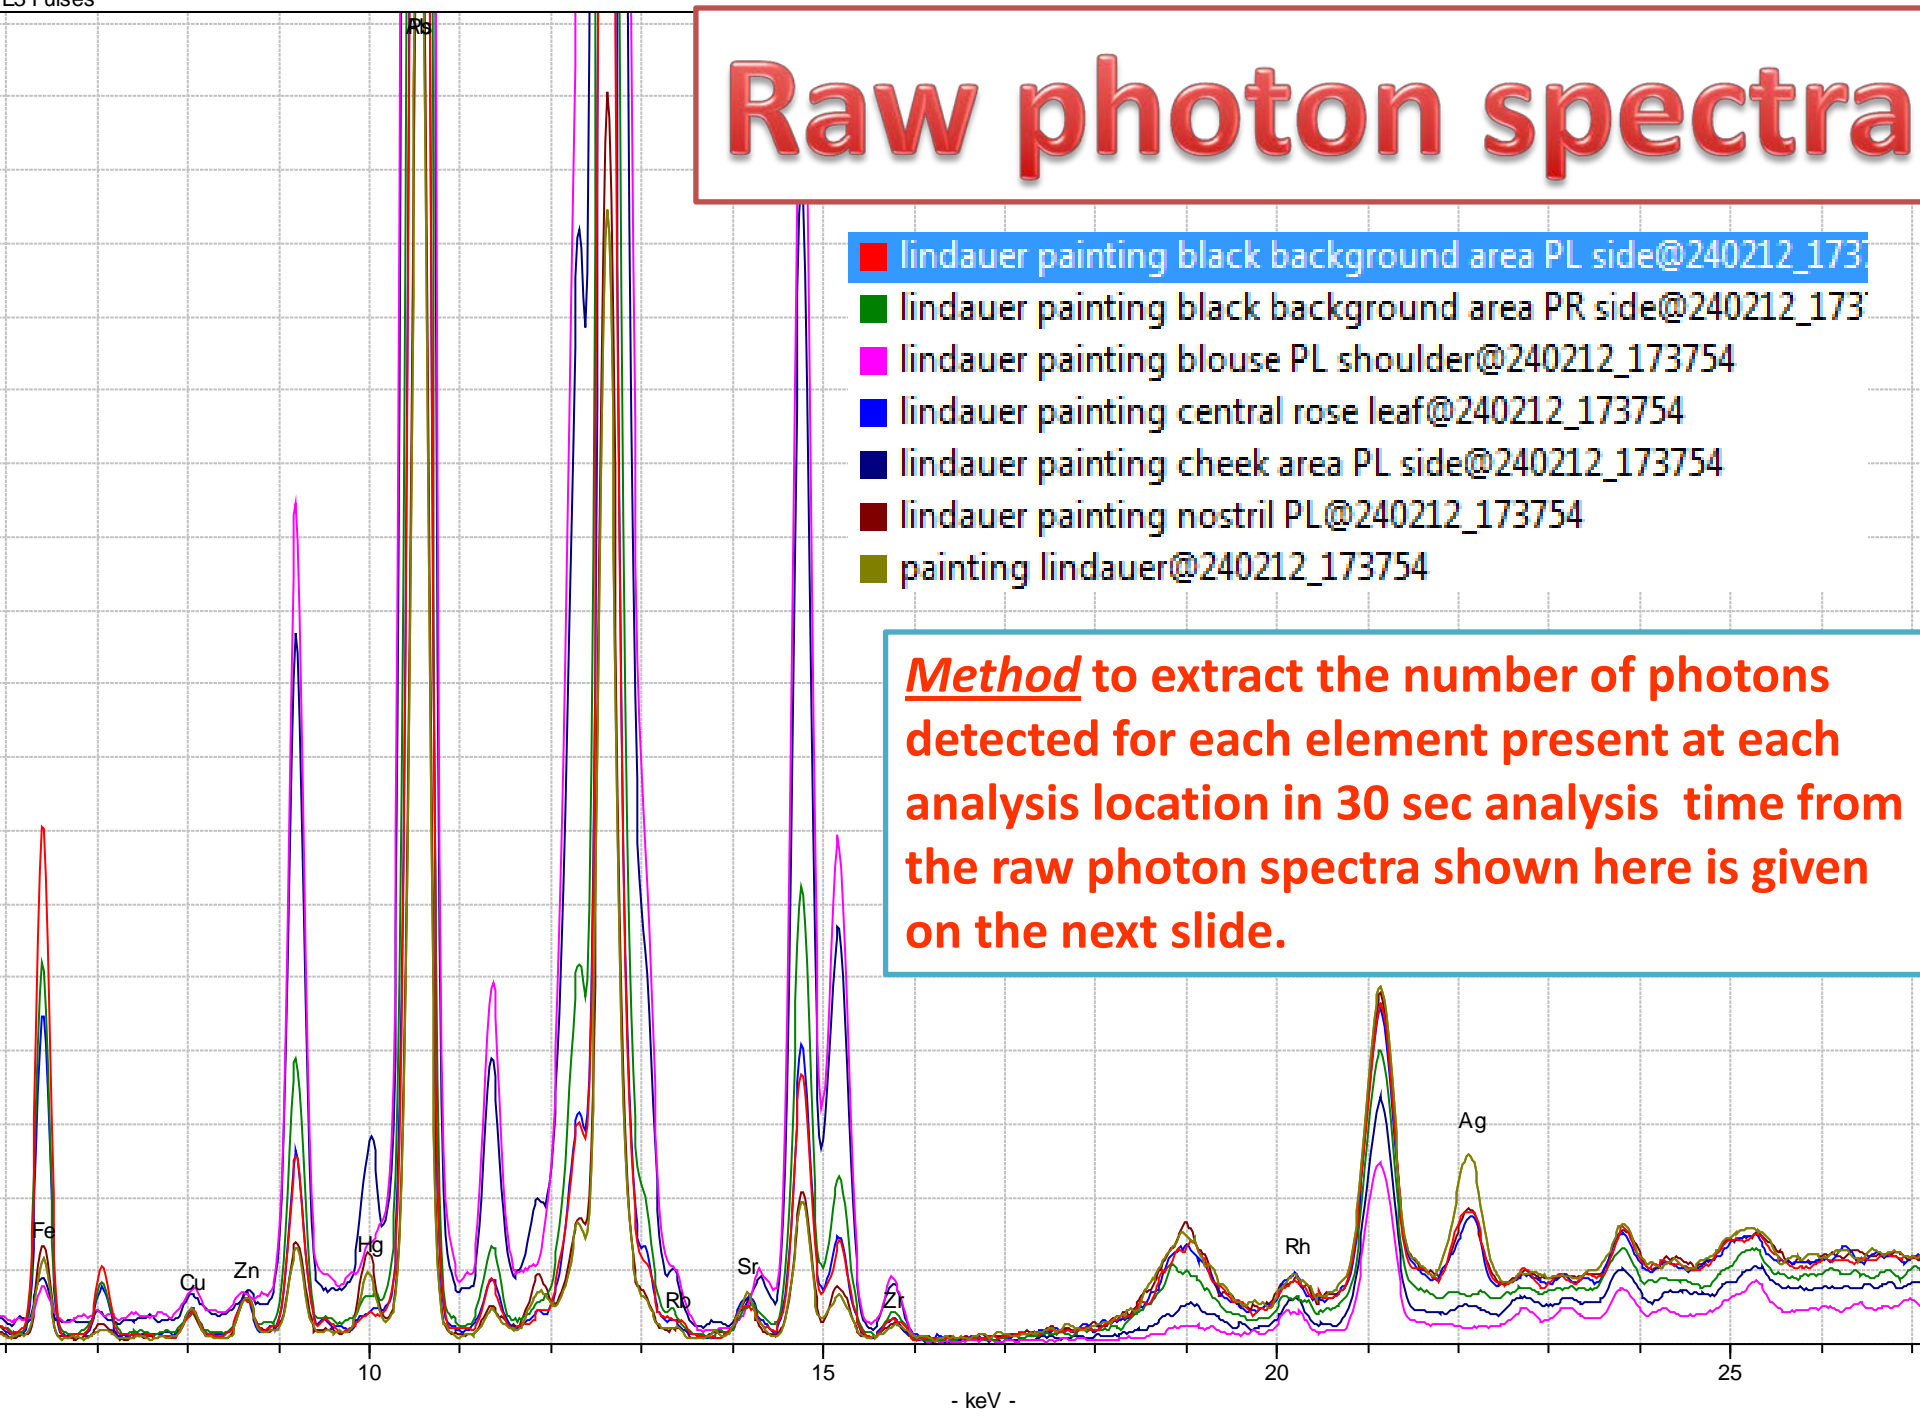 Raw photon spectra
lindauer painting black background area PL side@240212_173
lindauer painting black background area PR side@240212_173
lindauer painting blouse PL shoulder@240212_173754
lindauer painting central rose leaf@240212_173754
lindauer painting cheek area PL side@240212_173754
lindauer painting nostril PL@240212_173754
painting lindauer@240212_173754
Method to extract the number of photons
detected for each element present at each
analysis location in 30 sec analysis time from
the raw photon spectra shown here is given
on the next slide.
Ag
Fe
Hg
Rh
Cu
Zn
Sr
Rb
Zr
10
15
20
25
- keV -